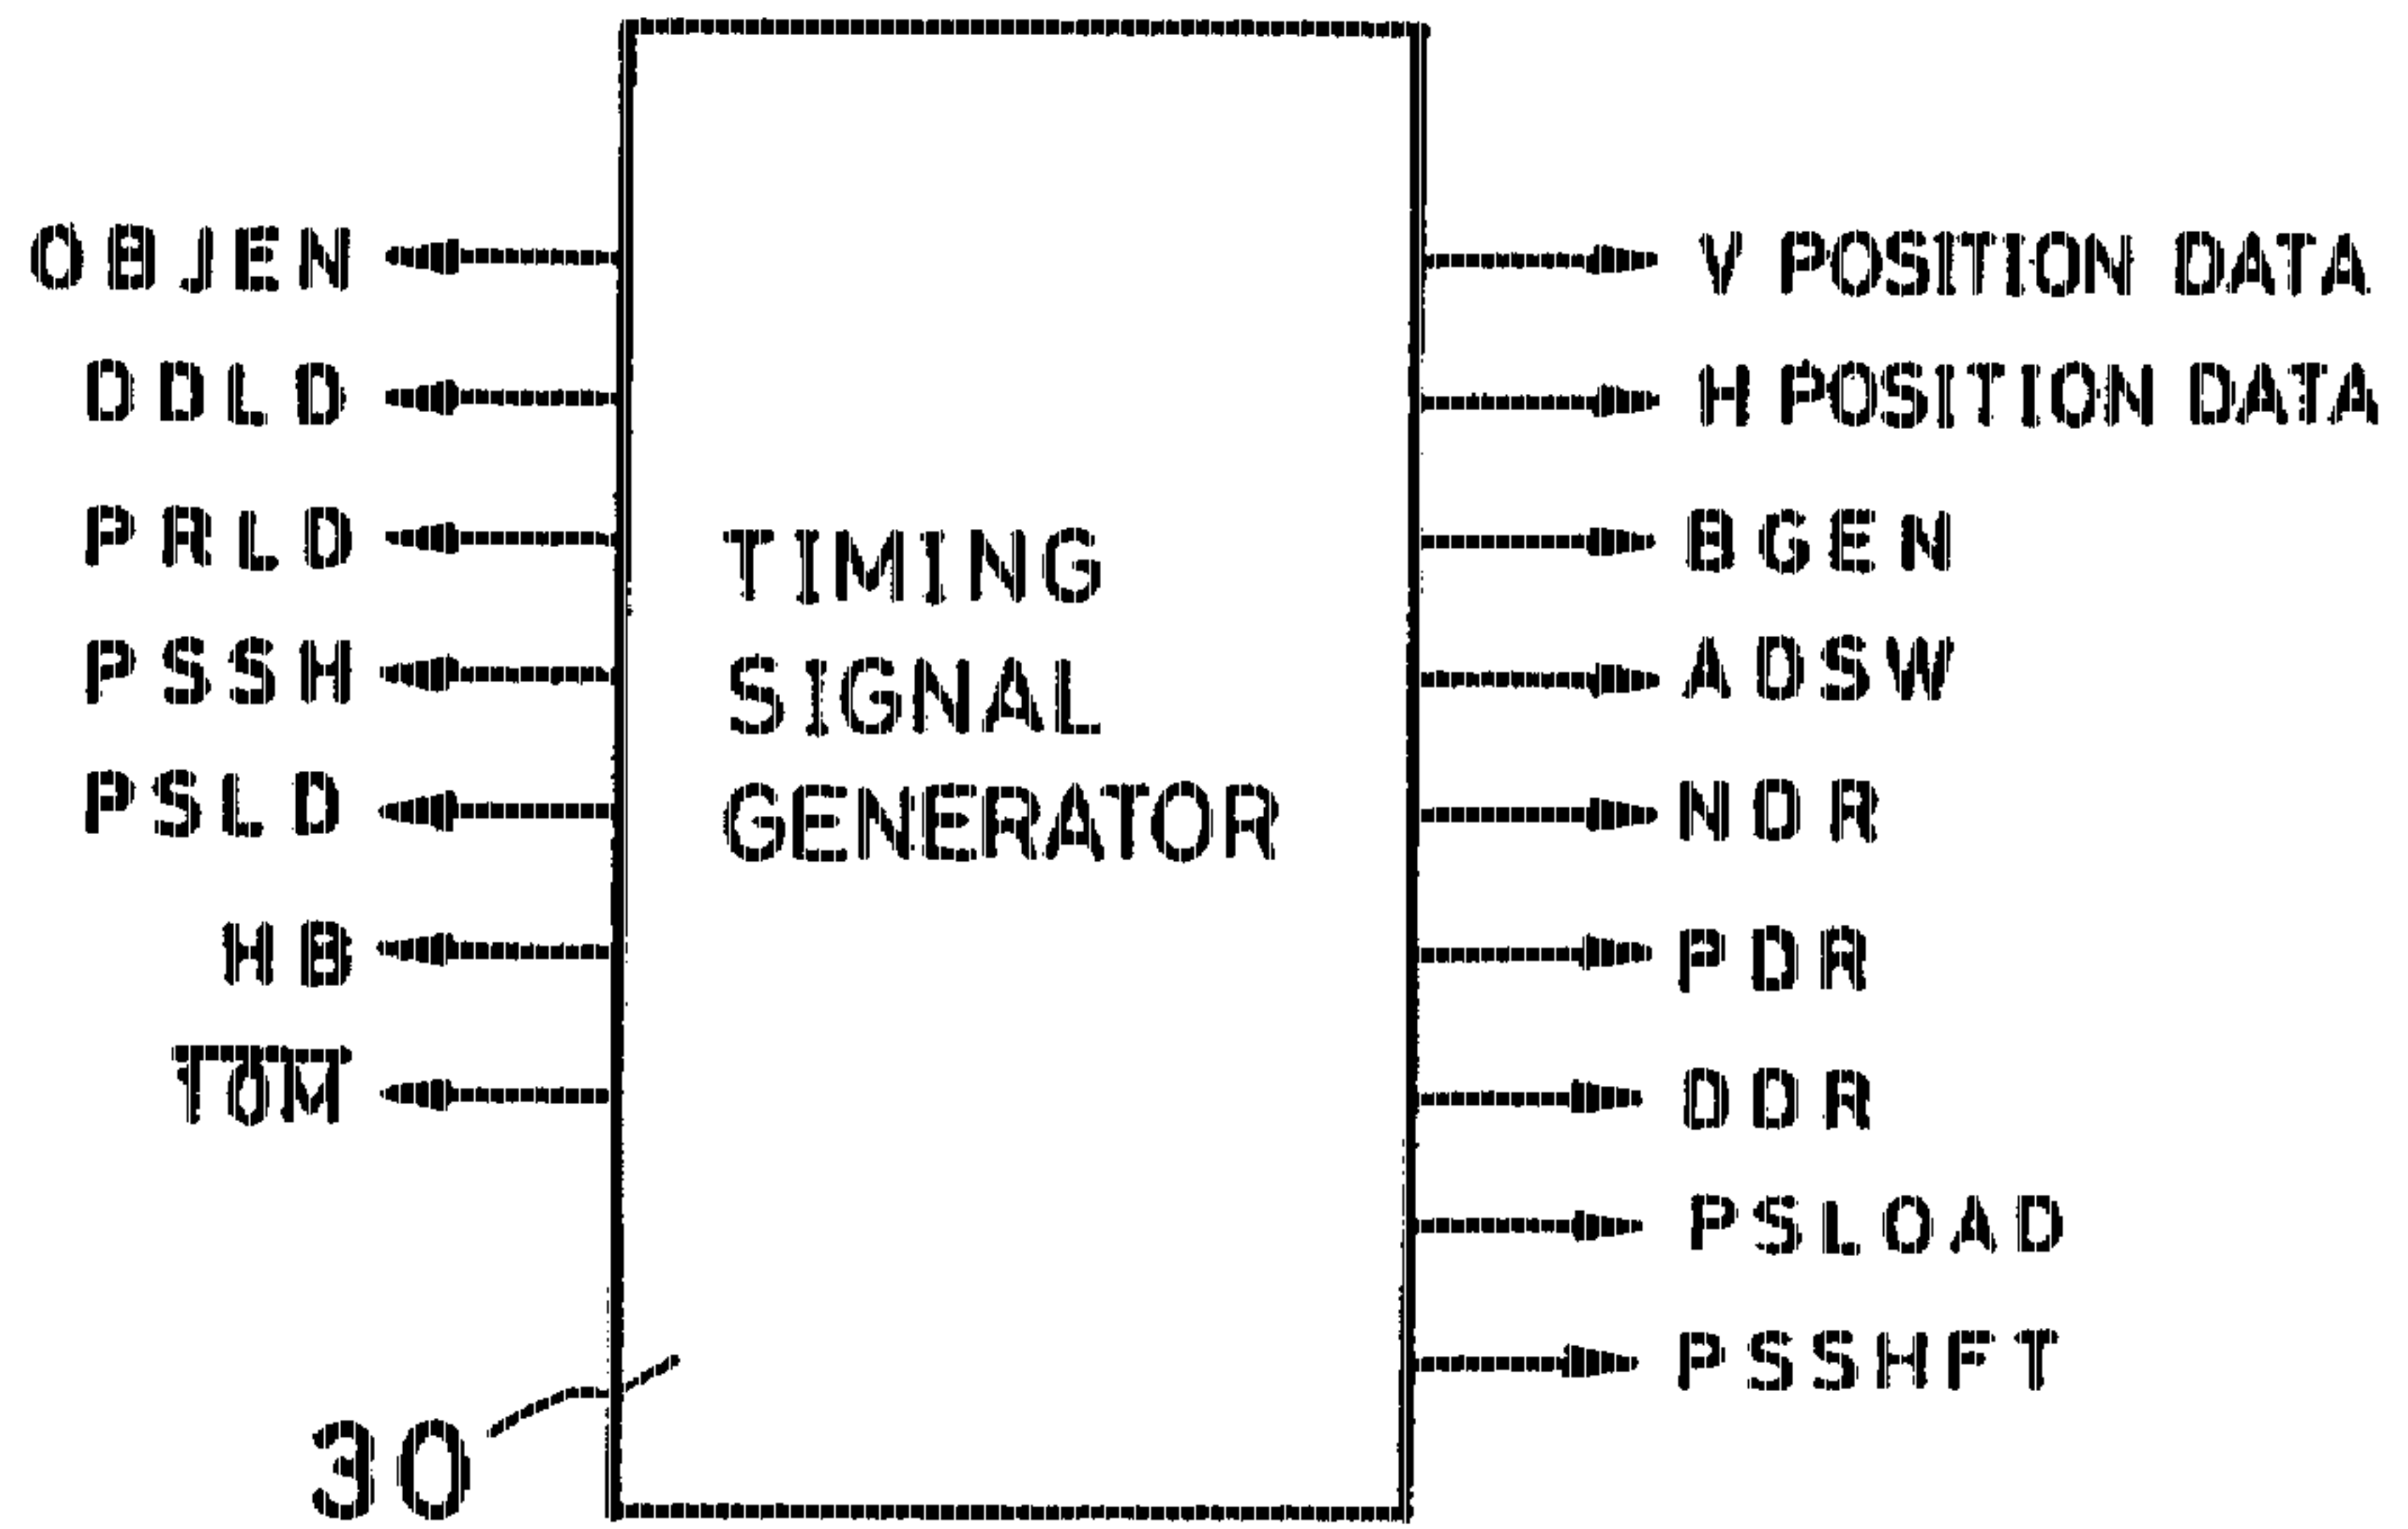 OBJEN
DDLD
PRLD
PSSH
PSLD
HB
T̅O̅M̅
30
TIMING
SIGNAL
GENERATOR
V POSITION DATA
H POSITION DATA
BGEN
ADSW
NDR
PDR
DDR
PSLOAD
PSSHFT